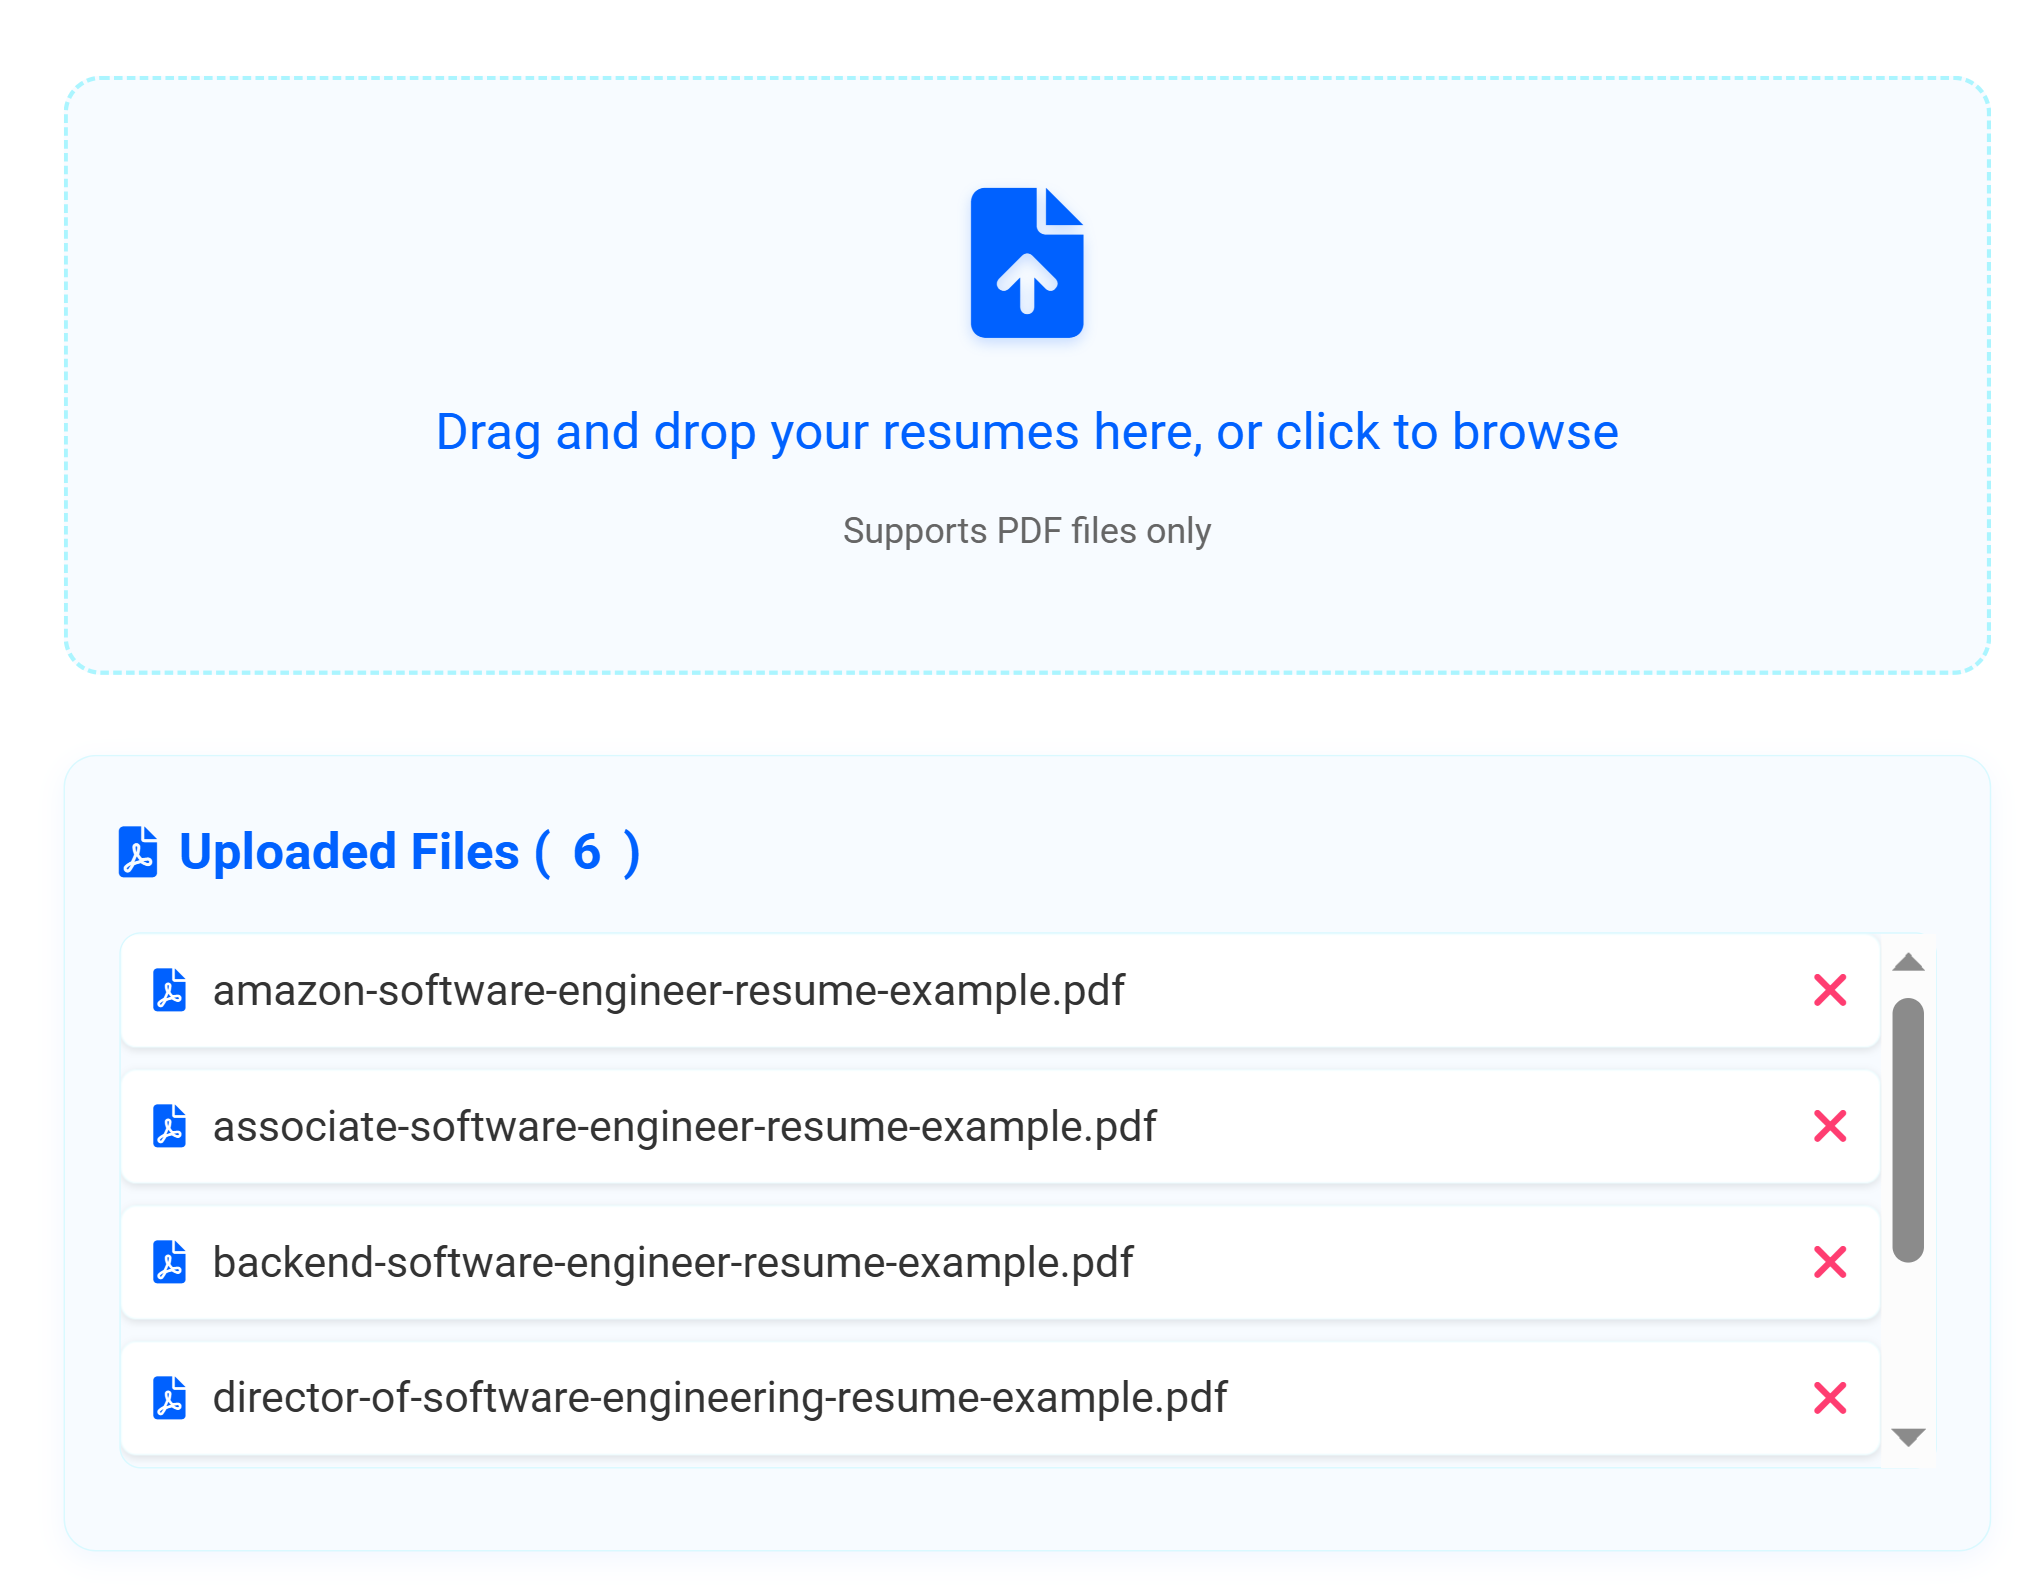 Drag and drop your resumes here, or click to browse
Supports PDF files only
Uploaded Files ( 6 )
amazon-software-engineer-resume-example.pdf
associate-software-engineer-resume-example.pdf
backend-software-engineer-resume-example.pdf
director-of-software-engineering-resume-example.pdf